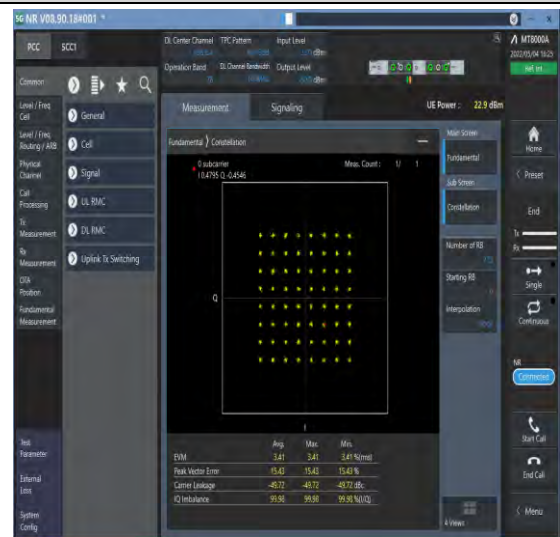 5G NR V08.90.18#001 *
PCC SCC1
DL Center Channel TPC Pattern Input Level
Operation Band DL Channel Bandwidth Output Level
MT8000A
2022/05/04 16:25
Common
Level / Freq
Cell
Level / Freq
Routing / ARB
Physical
Channel
Call
Processing
Tx
Measurement
Rx
Measurement
OTA
Position
Fundamental
Measurement
Test
Parameter
External
Loss
System
Config
General
Cell
Signal
UL RMC
DL RMC
Uplink Tx Switching
Measurement Signaling
UE Power : 22.9 dBm
Fundamental Constellation
0 subcarrier Meas. Count : 1/ 1
I 0.4795 Q -0.4546
Q
I
Avg. Max. Min.
EVM 3.41 3.41 3.41 %(rms)
Peak Vector Error 15.43 15.43 15.43 %
Carrier Leakage -49.72 -49.72 -49.72 dBc
IQ Imbalance 99.98 99.98 99.98 %(I/Q)
Main Screen
Fundamental
Sub Screen
Constellation
Number of RB
Starting RB
Interpolation
4 Views
Home
Preset
End
Tx
Rx
Single
Continuous
NR
Connected
Start Call
End Call
Menu